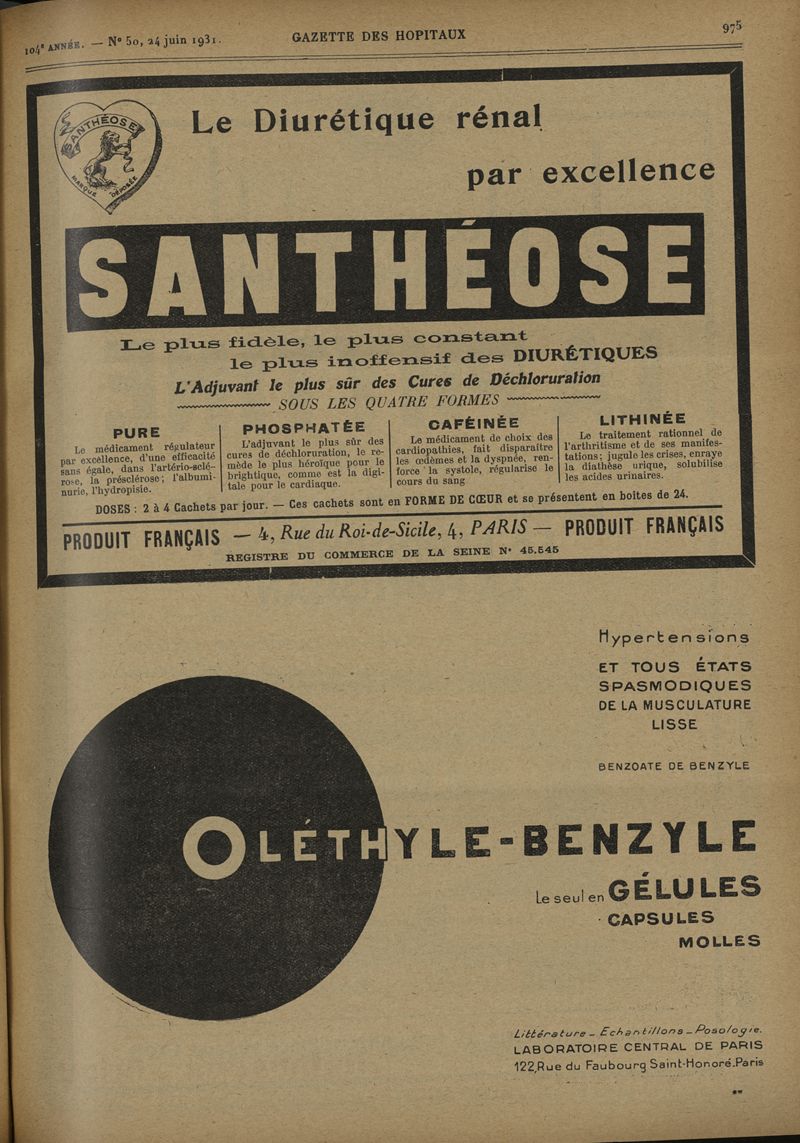 104e ANNÉE. — N° 50, 24 juin 1931.
GAZETTE DES HOPITAUX
975
SANTHÉOSE
MARQUE DÉPOSÉE
Le Diurétique rénal
par excellence
SANTHÉOSE
Le plus fidèle, le plus constant
le plus inoffensif des DIURÉTIQUES
L'Adjuvant le plus sûr des Cures de Déchloruration
SOUS LES QUATRE FORMES
PURE
Le médicament régulateur
par excellence, d'une efficacité
sans égale, dans l'artério-sclé-
rose, la présclérose; l'albumi-
nurie, l'hydropisie.
PHOSPHATÉE
L'adjuvant le plus sûr des
cures de déchloruration, le re-
mède le plus héroïque pour le
brightique, comme est la digi-
tale pour le cardiaque.
CAFÉINÉE
Le médicament de choix des
cardiopathies, fait disparaître
les œdèmes et la dyspnée, ren-
force la systole, régularise le
cours du sang
LITHINÉE
Le traitement rationnel de
l'arthritisme et de ses manifes-
tations; jugule les crises, enraye
la diathèse urique, solubilise
les acides urinaires.
DOSES : 2 à 4 Cachets par jour. — Ces cachets sont en FORME DE CŒUR et se présentent en boites de 24.
PRODUIT FRANÇAIS — 4, Rue du Roi-de-Sicile, 4, PARIS — PRODUIT FRANÇAIS
REGISTRE DU COMMERCE DE LA SEINE N° 45.545
Hypertensions
ET TOUS ÉTATS
SPASMODIQUES
DE LA MUSCULATURE
LISSE
BENZOATE DE BENZYLE
OLÉTHYLE-BENZYLE
Le seul en GÉLULES
CAPSULES
MOLLES
Littérature_Echantillons_Posologie.
LABORATOIRE CENTRAL DE PARIS
122,Rue du Faubourg Saint-Honoré-Paris